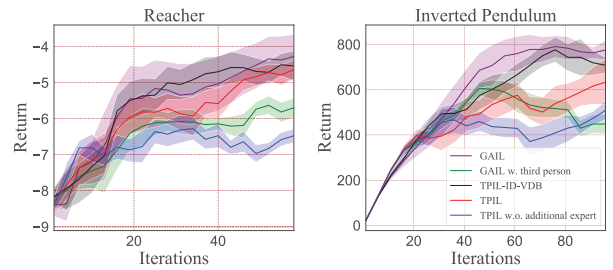 Reacher
Return
−4
−5
−6
−7
−8
−9
20
40
Iterations
Inverted Pendulum
Return
800
600
400
200
0
20
40
60
80
Iterations
GAIL
GAIL w. third person
TPIL-ID-VDB
TPIL
TPIL w.o. additional expert